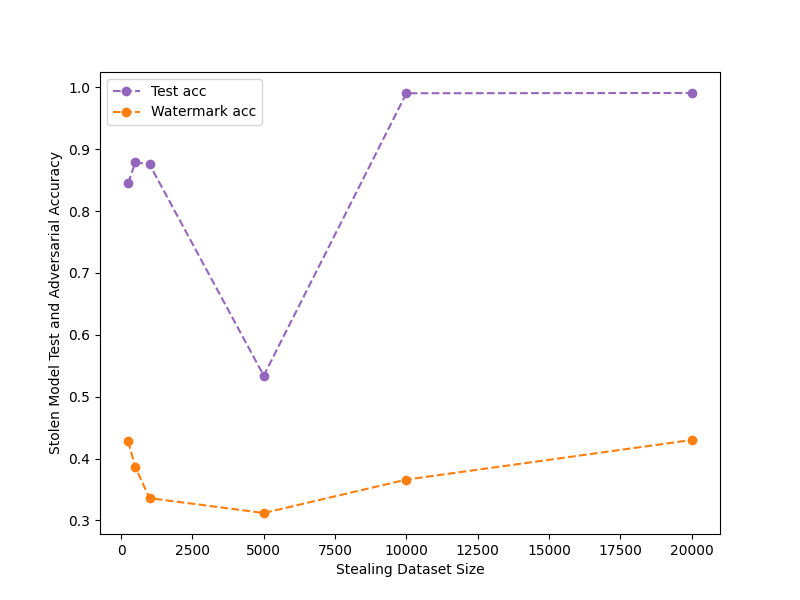 Test acc
Watermark acc
Stolen Model Test and Adversarial Accuracy
1.0
0.9
0.8
0.7
0.6
0.5
0.4
0.3
0 2500 5000 7500 10000 12500 15000 17500 20000
Stealing Dataset Size